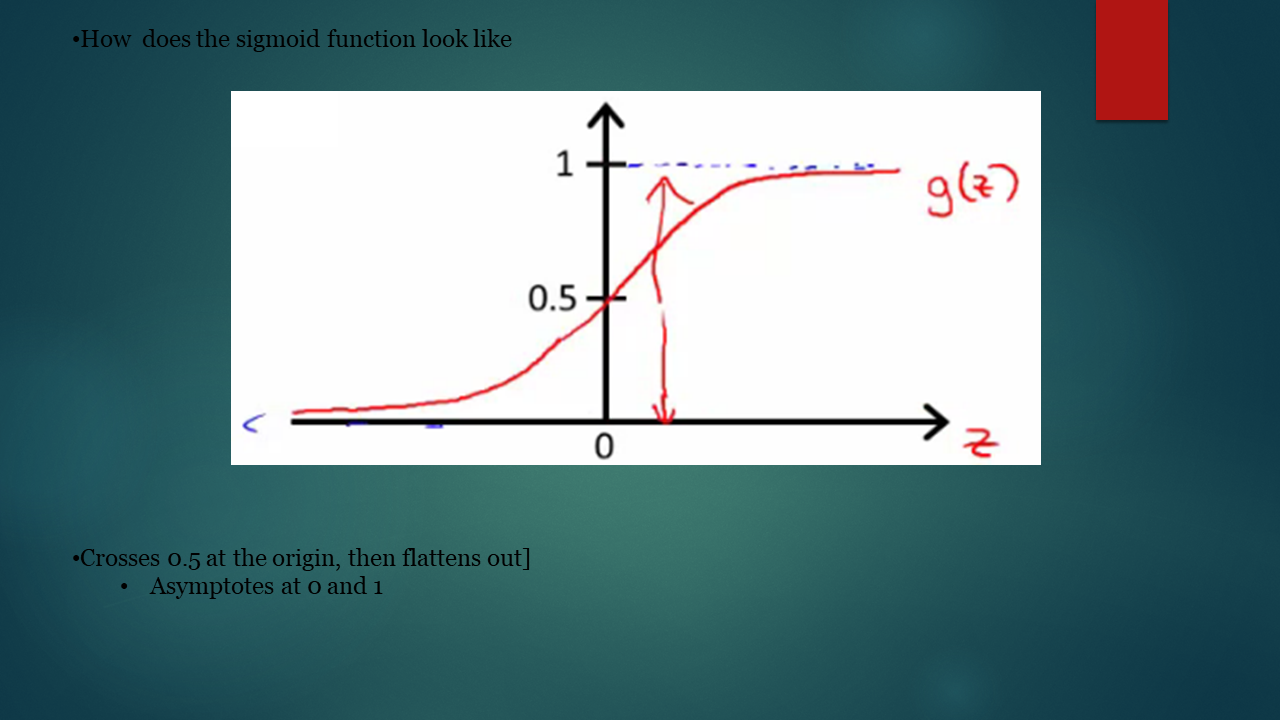 •How does the sigmoid function look like
1
g(z)
0.5
0
z
•Crosses 0.5 at the origin, then flattens out]
• Asymptotes at 0 and 1